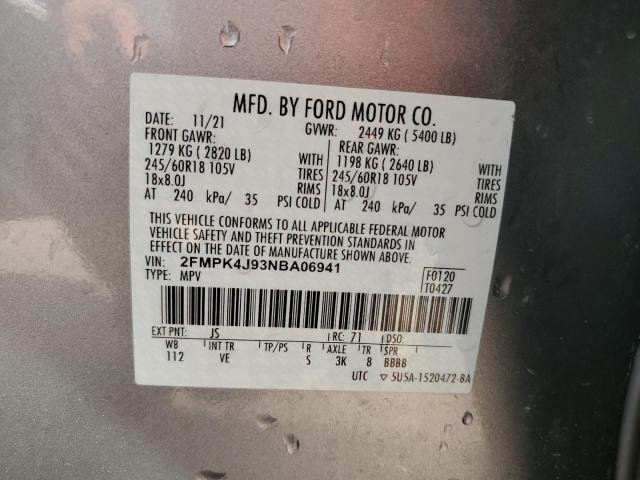 MFD. BY FORD MOTOR CO.
DATE: 11/21 GVWR: 2449 KG ( 5400 LB)
FRONT GAWR: REAR GAWR:
1279 KG ( 2820 LB) WITH 1198 KG ( 2640 LB) WITH
245/60R18 105V TIRES 245/60R18 105V TIRES
18x8.0J RIMS 18x8.0J RIMS
AT 240 kPa/ 35 PSI COLD AT 240 kPa/ 35 PSI COLD
THIS VEHICLE CONFORMS TO ALL APPLICABLE FEDERAL MOTOR
VEHICLE SAFETY AND THEFT PREVENTION STANDARDS IN
EFFECT ON THE DATE OF MANUFACTURE SHOWN ABOVE.
VIN: 2FMPK4J93NBA06941 F0120
TYPE: MPV T0427
EXT PNT: JS RC: 71 DSO:
WB INT TR TP/PS R AXLE TR SPR
112 VE S 3K 8 BBBB
UTC ▽ 5U5A-1520472-BA